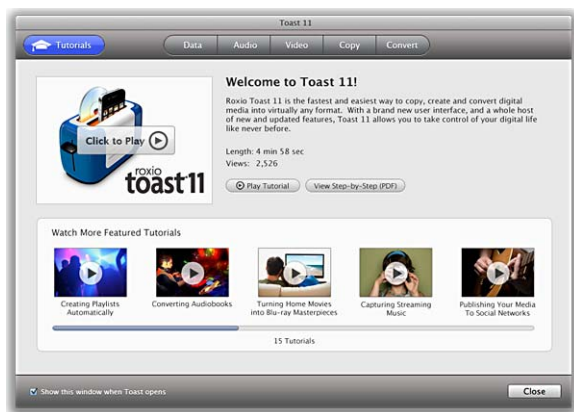 Toast 11
Tutorials
Data
Audio
Video
Copy
Convert
Click to Play
roxio
toast 11
Welcome to Toast 11!
Roxio Toast 11 is the fastest and easiest way to copy, create and convert digital
media into virtually any format. With a brand new user interface, and a whole host
of new and updated features, Toast 11 allows you to take control of your digital life
like never before.
Length: 4 min 58 sec
Views: 2,526
Play Tutorial
View Step-by-Step (PDF)
Watch More Featured Tutorials
Creating Playlists
Automatically
Converting Audiobooks
Turning Home Movies
into Blu-ray Masterpieces
Capturing Streaming
Music
Publishing Your Media
To Social Networks
15 Tutorials
Show this window when Toast opens
Close